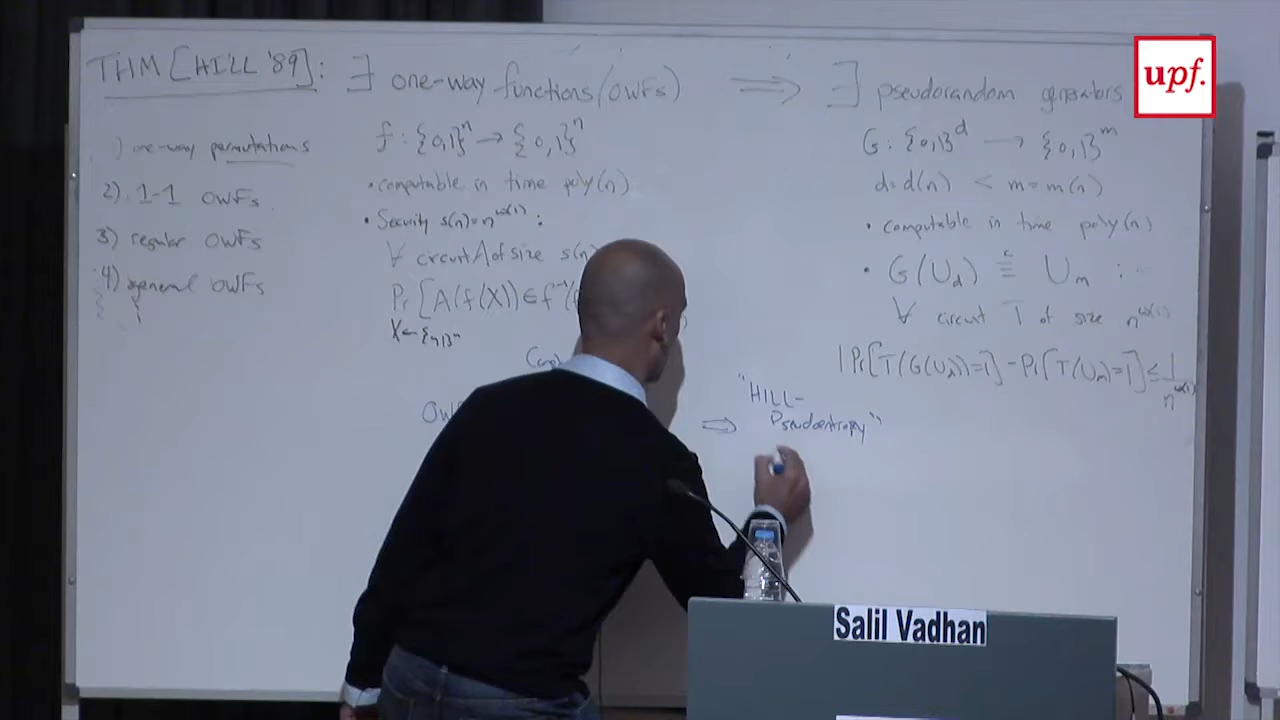 THM [HILL '89]: ∃ one-way functions (OWFs) ⟹ ∃ pseudorandom generators
upf.
1) one-way permutations
2) 1-1 OWFs
3) regular OWFs
4) general OWFs
f: {0,1}^n → {0,1}^n
• computable in time poly(n)
• Security s(n)=n^ω(1):
∀ circuit A of size s(n)
Pr[A(f(X)) ∈ f^-1(f
X←{0,1}^n
OWF
⇒
"HILL-
Pseudoentropy"
G: {0,1}^d → {0,1}^m
d=d(n) < m=m(n)
• computable in time poly(n)
• G(U_d) ≡^c U_m :
∀ circuit T of size n^ω(1)
|Pr[T(G(U_d))=1] - Pr[T(U_m)=1]| ≤ 1/n^ω(1)
Salil Vadhan